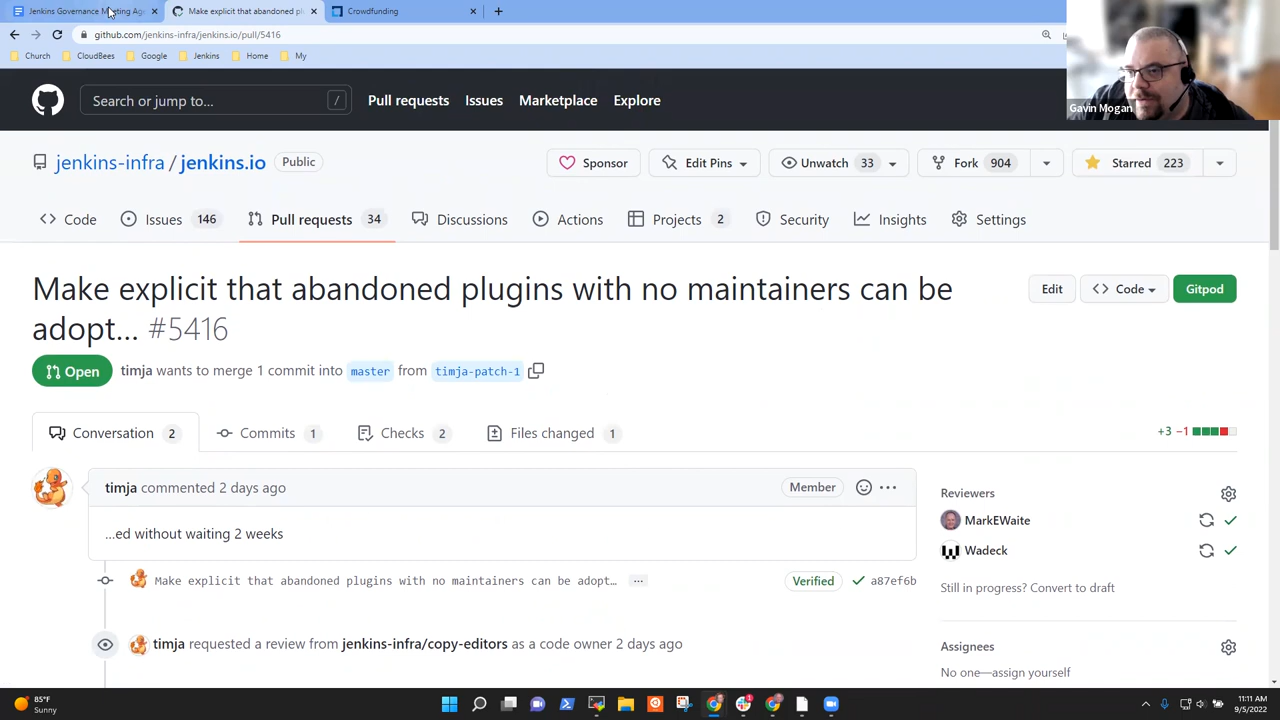 Jenkins Governance Meeting Age
Make explicit that abandoned pl
Crowdfunding
github.com/jenkins-infra/jenkins.io/pull/5416
Church
CloudBees
Google
Jenkins
Home
My
Gavin Mogan
Search or jump to...
/
Pull requests
Issues
Marketplace
Explore
jenkins-infra / jenkins.io
Public
Sponsor
Edit Pins
Unwatch 33
Fork 904
Starred 223
Code
Issues 146
Pull requests 34
Discussions
Actions
Projects 2
Security
Insights
Settings
Make explicit that abandoned plugins with no maintainers can be
adopt... #5416
Edit
Code
Gitpod
Open
timja wants to merge 1 commit into master from timja-patch-1
Conversation 2
Commits 1
Checks 2
Files changed 1
+3 −1
timja commented 2 days ago
Member
...ed without waiting 2 weeks
Make explicit that abandoned plugins with no maintainers can be adopt…
Verified
a87ef6b
timja requested a review from jenkins-infra/copy-editors as a code owner 2 days ago
Reviewers
MarkEWaite
Wadeck
Still in progress? Convert to draft
Assignees
No one—assign yourself
85°F
Sunny
11:11 AM
9/5/2022